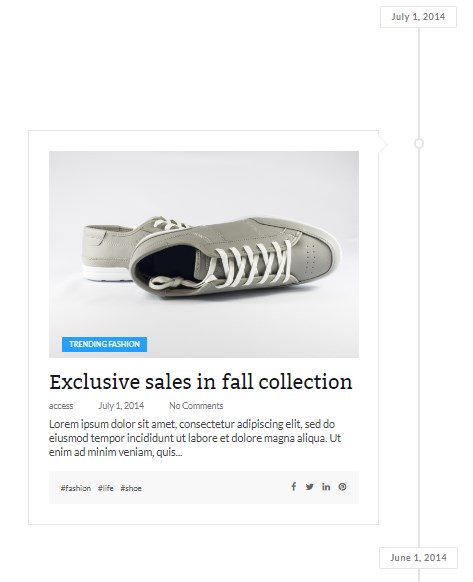 July 1, 2014
TRENDING FASHION
Exclusive sales in fall collection
access July 1, 2014 No Comments
Lorem ipsum dolor sit amet, consectetur adipiscing elit, sed do
eiusmod tempor incididunt ut labore et dolore magna aliqua. Ut
enim ad minim veniam, quis...
#fashion #life #shoe
June 1, 2014